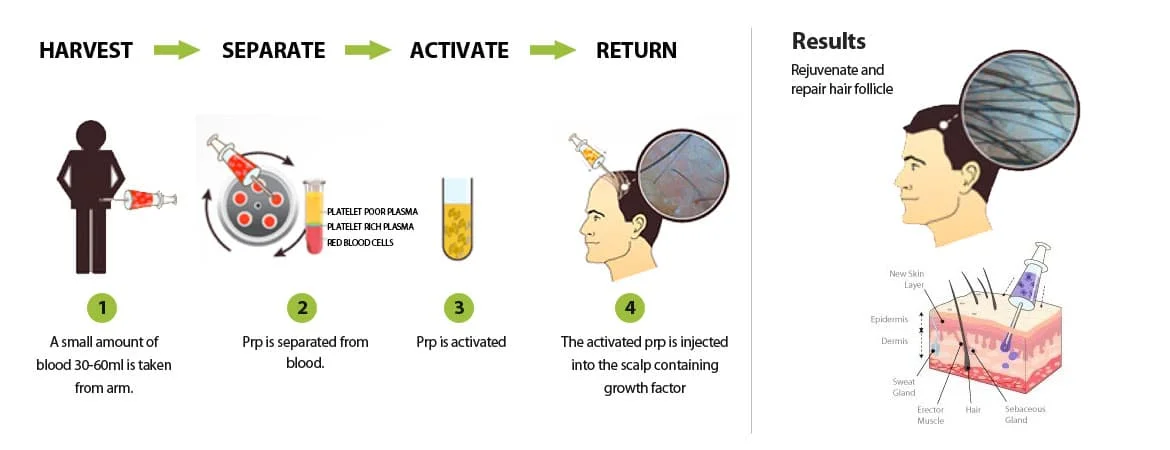 HARVEST
SEPARATE
ACTIVATE
RETURN
PLATELET POOR PLASMA
PLATELET RICH PLASMA
RED BLOOD CELLS
1
A small amount of
blood 30-60ml is taken
from arm.
2
Prp is separated from
blood.
3
Prp is activated
4
The activated prp is injected
into the scalp containing
growth factor
Results
Rejuvenate and
repair hair follicle
New Skin
Layer
Epidermis
Dermis
Sweat
Gland
Erector
Muscle
Hair
Sebaceous
Gland